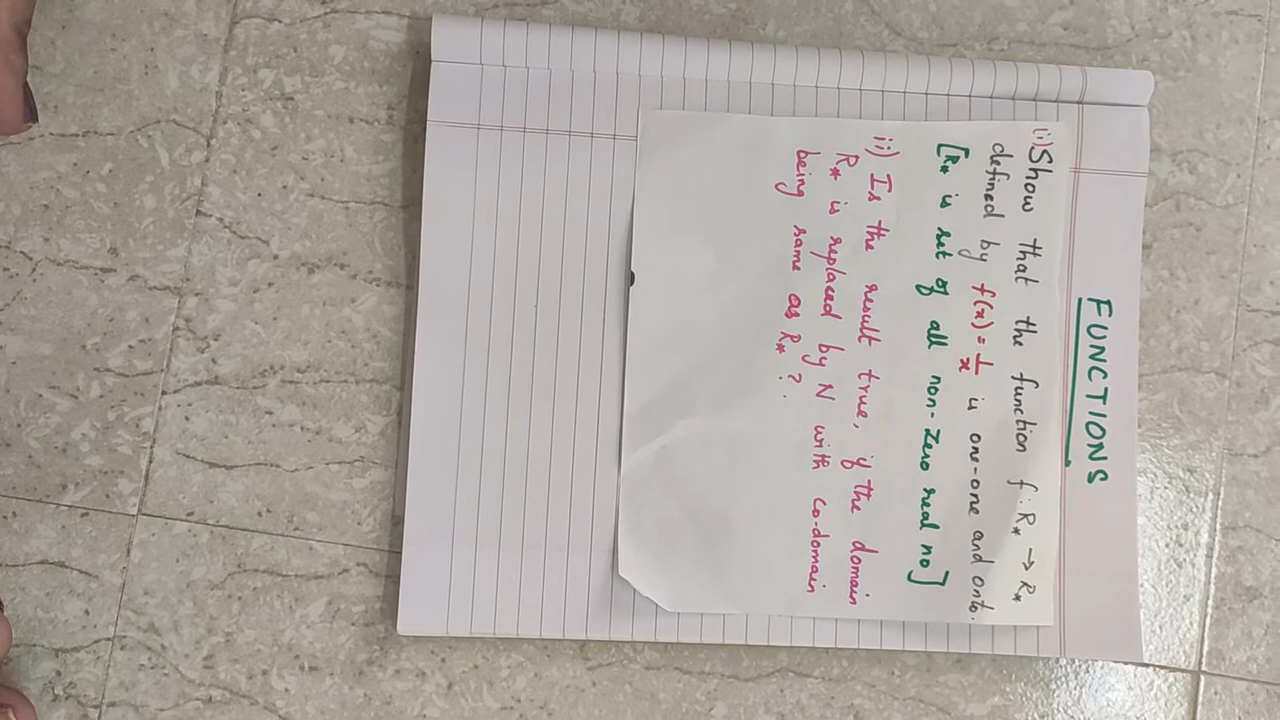 FUNCTIONS
(i) Show that the function f: R* → R*
defined by f(x) = 1/x is one-one and onto.
[R* is set of all non-zero real no]
ii) Is the result true, if the domain
R* is replaced by N with co-domain
being same as R*?